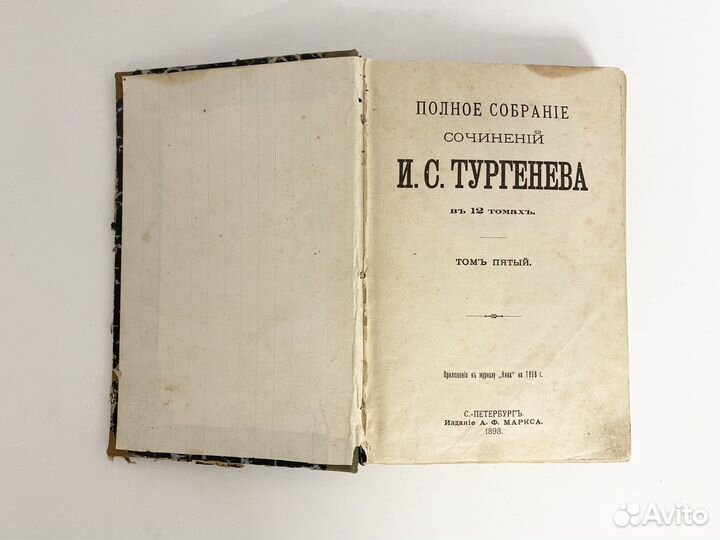 ПОЛНОЕ СОБРАНІЕ
СОЧИНЕНІЙ
И. С. ТУРГЕНЕВА
въ 12 томахъ.
ТОМЪ ПЯТЫЙ.
Приложеніе къ журналу „Нива“ на 1898 г.
С.-ПЕТЕРБУРГЪ.
Изданіе А. Ф. МАРКСА.
1898.
Avito